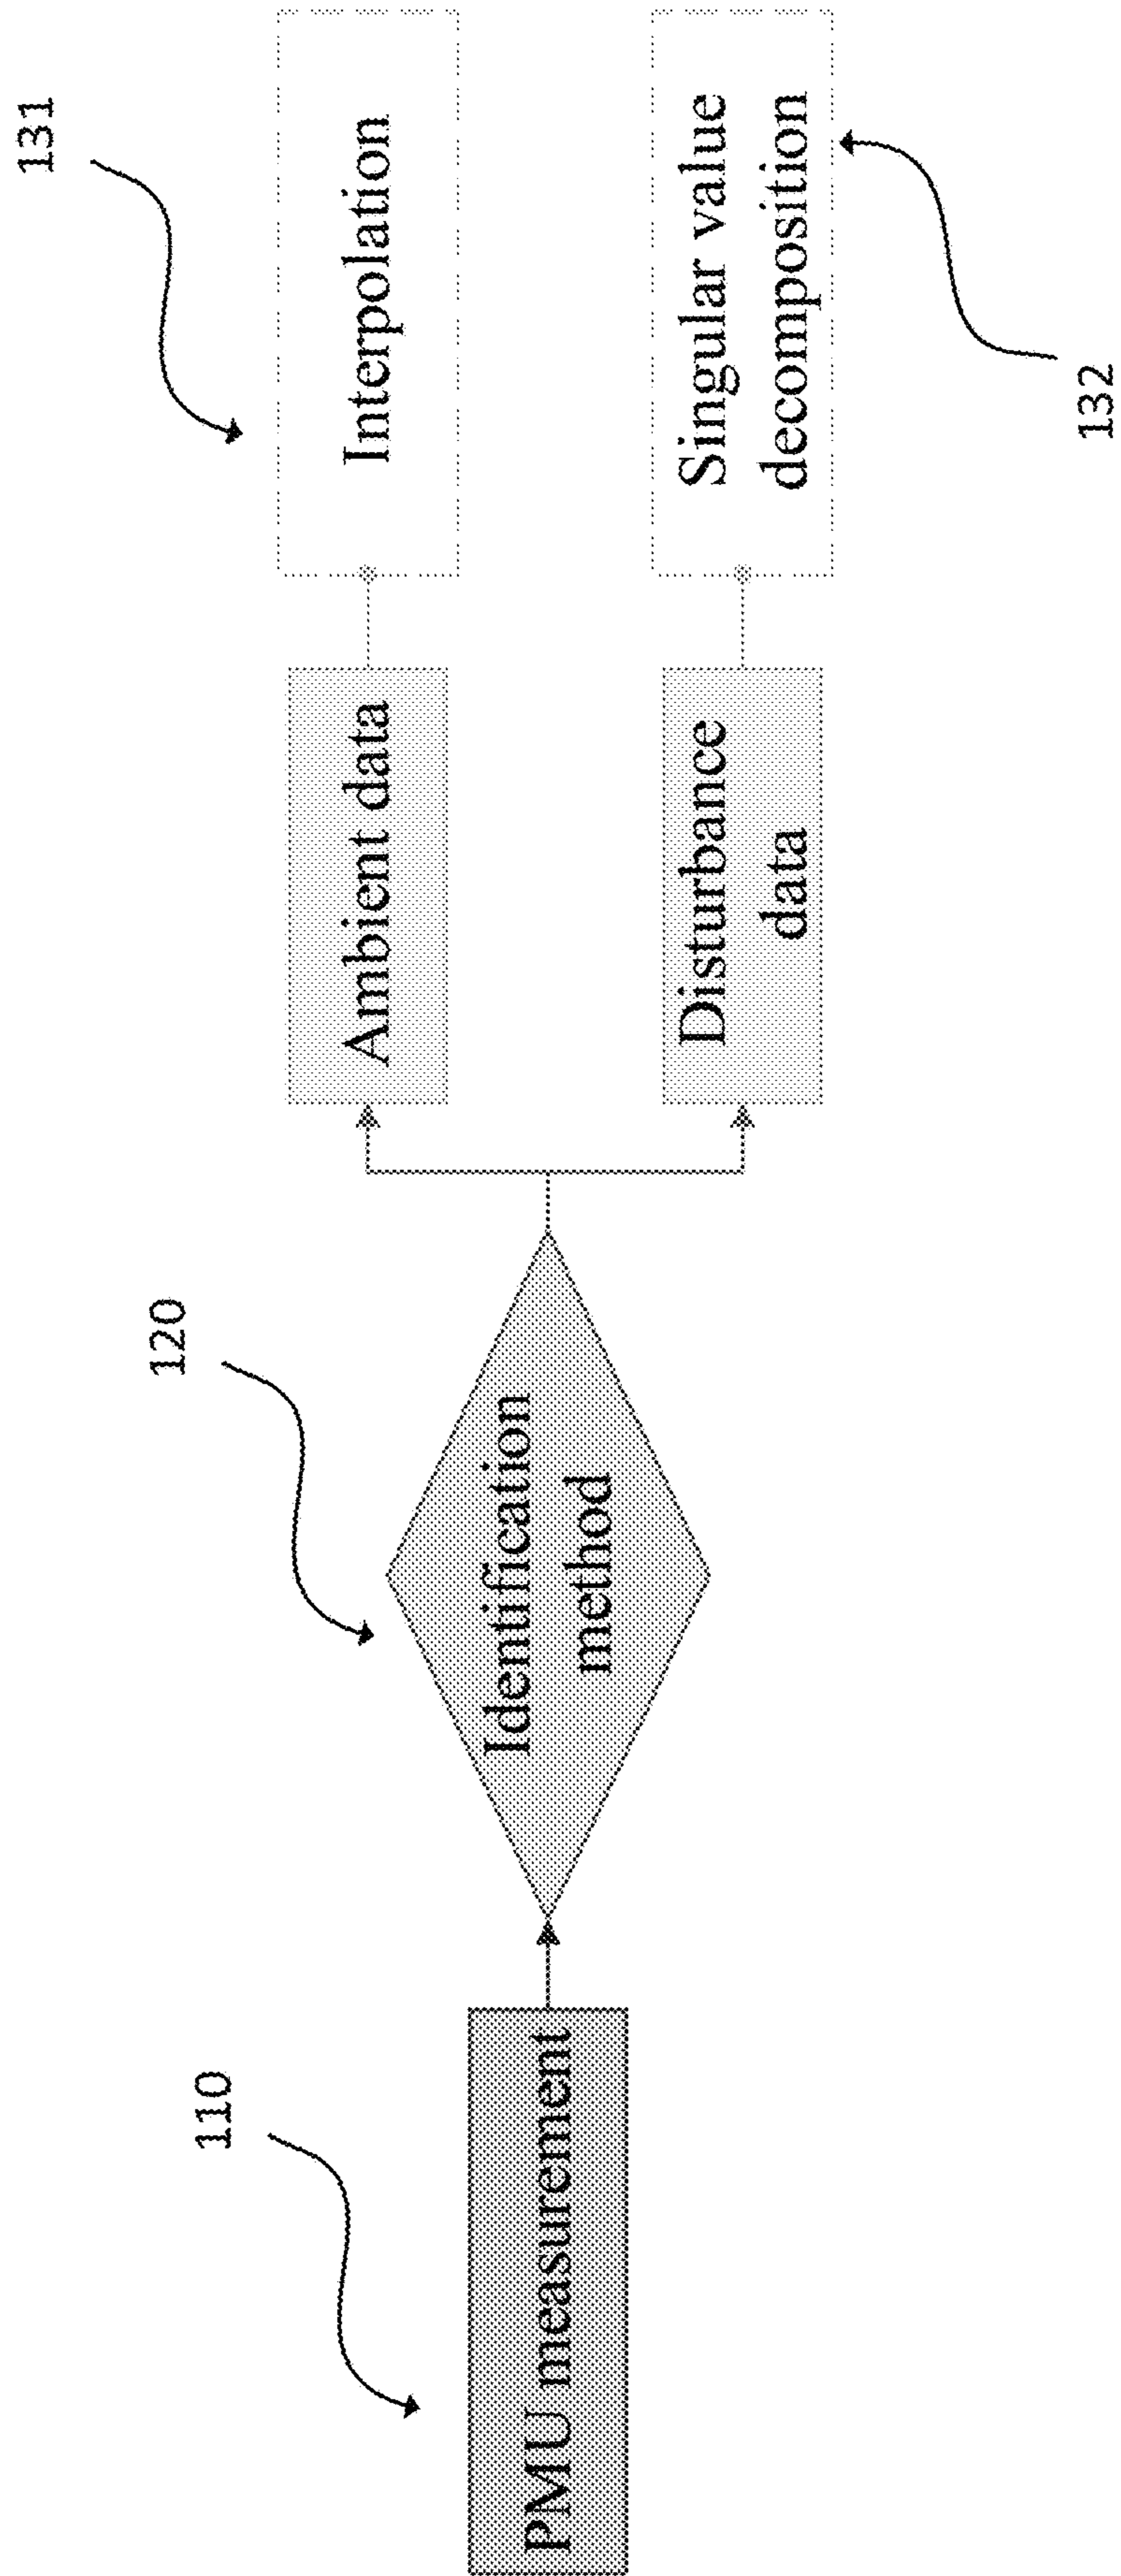 110
PMU measurement
120
Identification
method
Ambient data
Disturbance
data
131
Interpolation
Singular value
decomposition
132